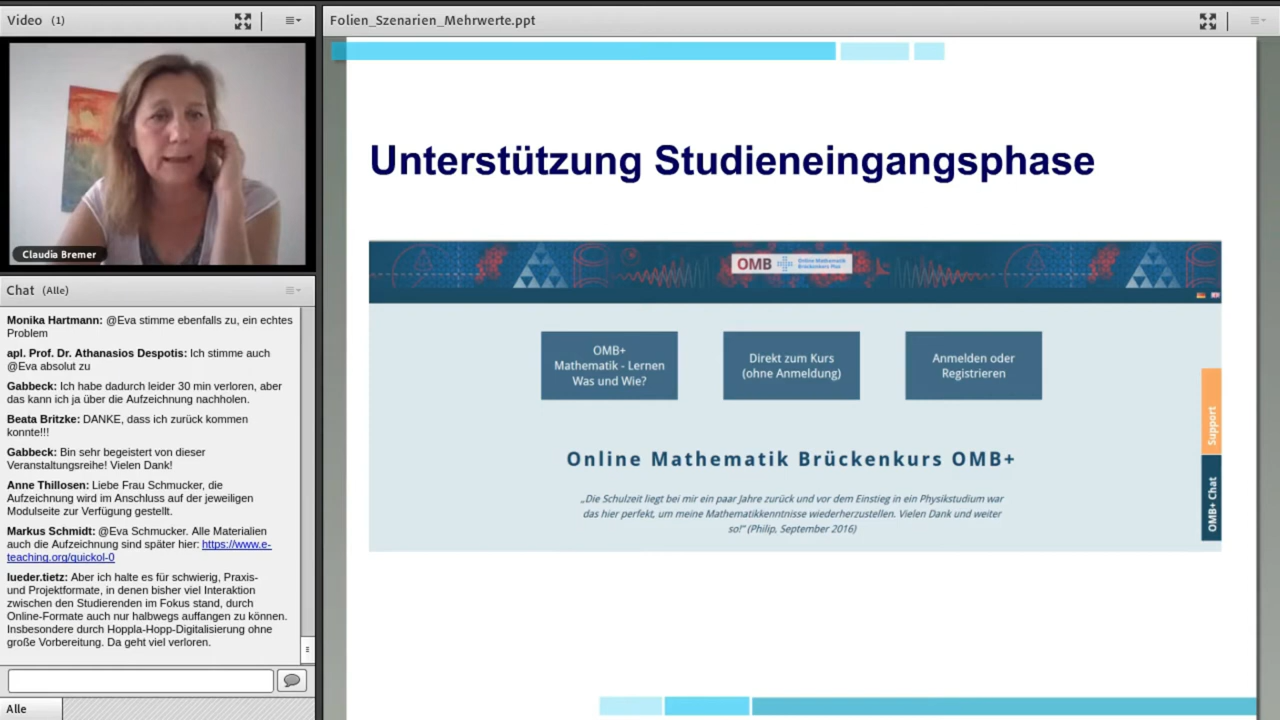 Video (1)
Claudia Bremer
Chat (Alle)
Monika Hartmann: @Eva stimme ebenfalls zu, ein echtes
Problem
apl. Prof. Dr. Athanasios Despotis: Ich stimme auch
@Eva absolut zu
Gabbeck: Ich habe dadurch leider 30 min verloren, aber
das kann ich ja über die Aufzeichnung nachholen.
Beata Britzke: DANKE, dass ich zurück kommen
konnte!!!
Gabbeck: Bin sehr begeistert von dieser
Veranstaltungsreihe! Vielen Dank!
Anne Thillosen: Liebe Frau Schmucker, die
Aufzeichnung wird im Anschluss auf der jeweiligen
Modulseite zur Verfügung gestellt.
Markus Schmidt: @Eva Schmucker. Alle Materialien
auch die Aufzeichnung sind später hier: https://www.e-
teaching.org/quickol-0
lueder.tietz: Aber ich halte es für schwierig, Praxis-
und Projektformate, in denen bisher viel Interaktion
zwischen den Studierenden im Fokus stand, durch
Online-Formate auch nur halbwegs auffangen zu können.
Insbesondere durch Hoppla-Hopp-Digitalisierung ohne
große Vorbereitung. Da geht viel verloren.
Alle
Folien_Szenarien_Mehrwerte.ppt
Unterstützung Studieneingangsphase
OMB
Online Mathematik
Brückenkurs Plus
OMB+
Mathematik - Lernen
Was und Wie?
Direkt zum Kurs
(ohne Anmeldung)
Anmelden oder
Registrieren
Support
OMB+ Chat
Online Mathematik Brückenkurs OMB+
„Die Schulzeit liegt bei mir ein paar Jahre zurück und vor dem Einstieg in ein Physikstudium war
das hier perfekt, um meine Mathematikkenntnisse wiederherzustellen. Vielen Dank und weiter
so!" (Philip, September 2016)